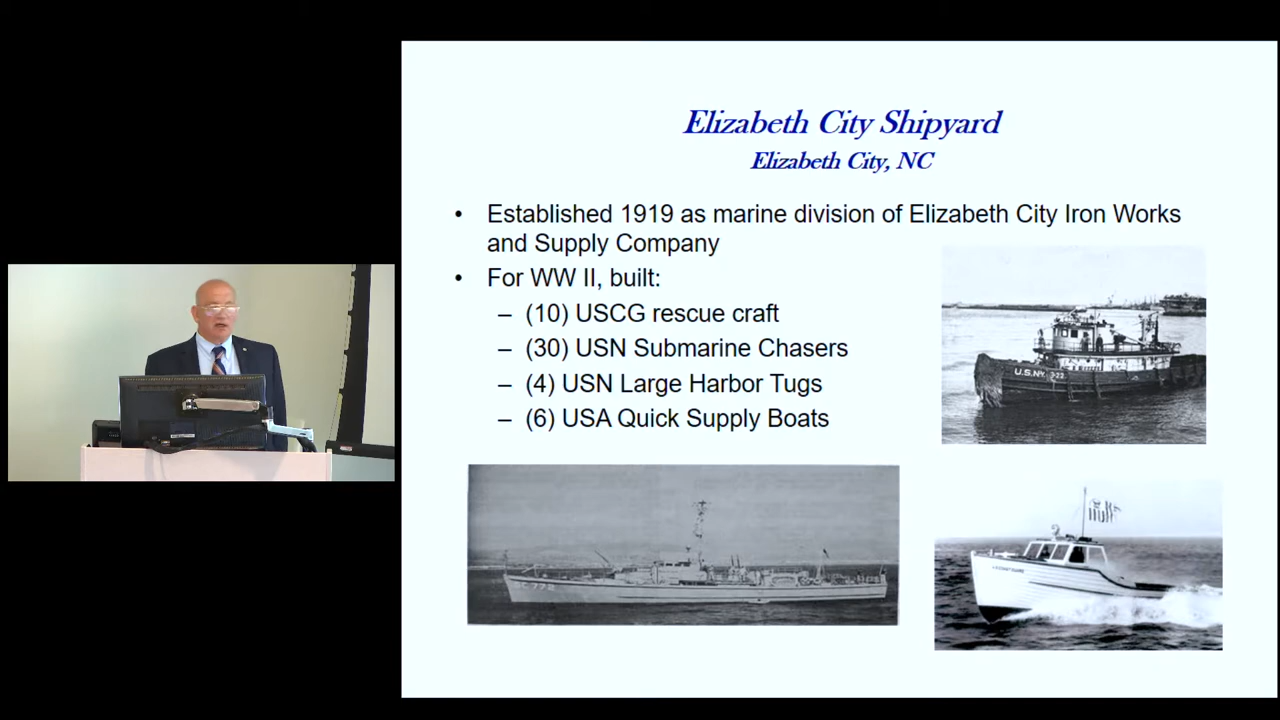 Elizabeth City Shipyard
Elizabeth City, NC
• Established 1919 as marine division of Elizabeth City Iron Works
and Supply Company
• For WW II, built:
– (10) USCG rescue craft
– (30) USN Submarine Chasers
– (4) USN Large Harbor Tugs
– (6) USA Quick Supply Boats
U.S.N.Y. 322